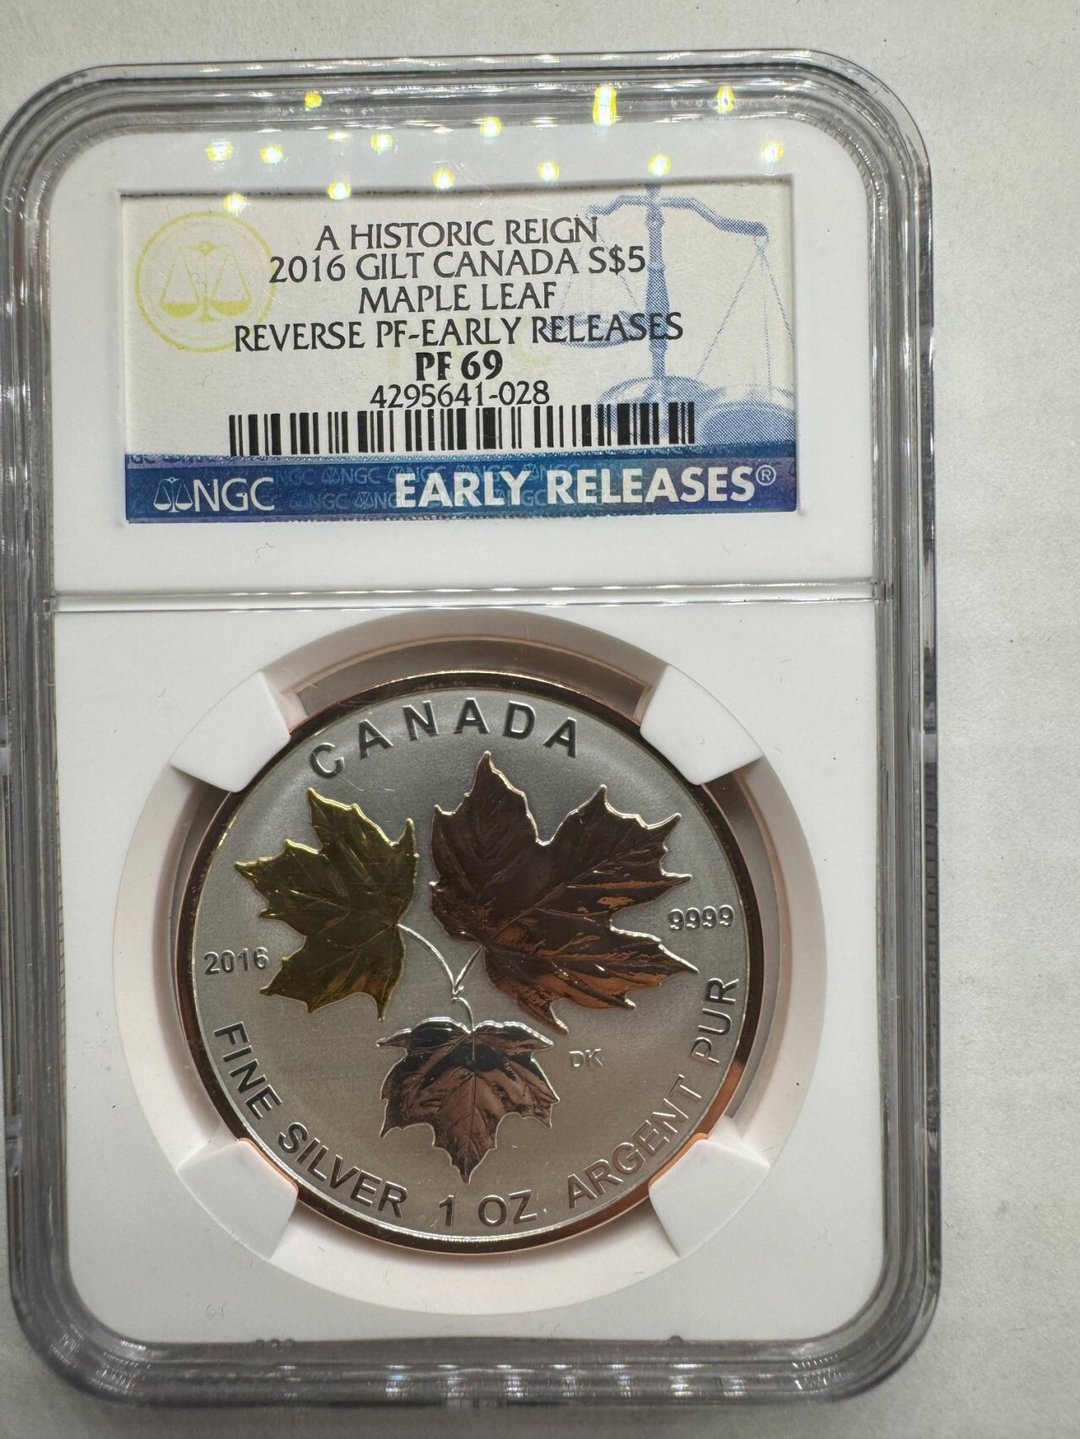 A HISTORIC REIGN
2016 GILT CANADA S$5
MAPLE LEAF
REVERSE PF-EARLY RELEASES
PF 69
4295641-028
NGC EARLY RELEASES®
CANADA
9999
2016
DK
FINE SILVER 1 OZ ARGENT PUR